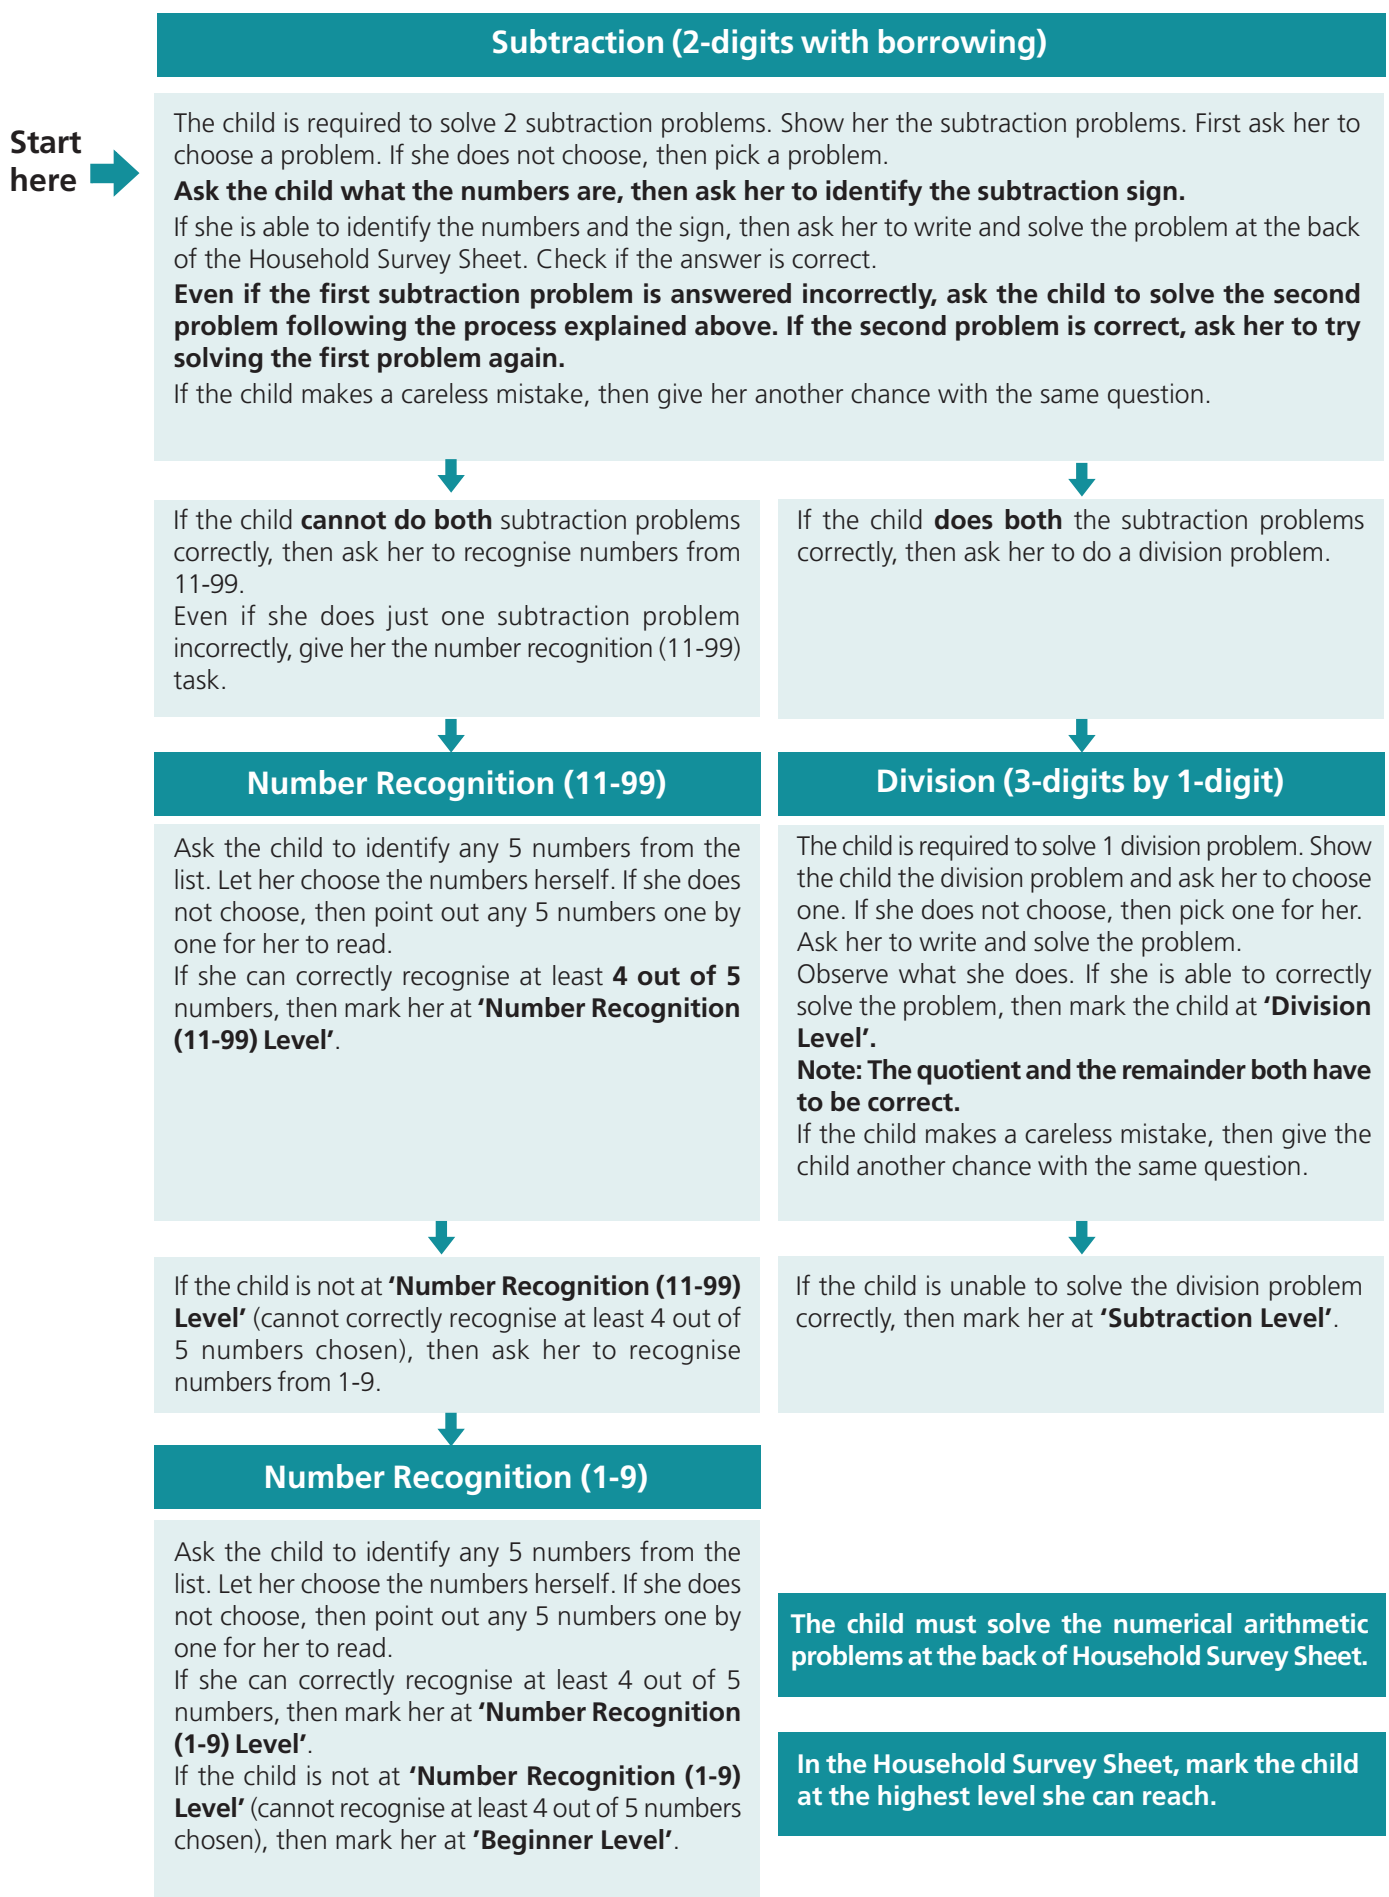 Subtraction (2-digits with borrowing)
Start
here
The child is required to solve 2 subtraction problems. Show her the subtraction problems. First ask her to
choose a problem. If she does not choose, then pick a problem.
Ask the child what the numbers are, then ask her to identify the subtraction sign.
If she is able to identify the numbers and the sign, then ask her to write and solve the problem at the back
of the Household Survey Sheet. Check if the answer is correct.
Even if the first subtraction problem is answered incorrectly, ask the child to solve the second
problem following the process explained above. If the second problem is correct, ask her to try
solving the first problem again.
If the child makes a careless mistake, then give her another chance with the same question.
If the child cannot do both subtraction problems
correctly, then ask her to recognise numbers from
11-99.
Even if she does just one subtraction problem
incorrectly, give her the number recognition (11-99)
task.
If the child does both the subtraction problems
correctly, then ask her to do a division problem.
Number Recognition (11-99)
Ask the child to identify any 5 numbers from the
list. Let her choose the numbers herself. If she does
not choose, then point out any 5 numbers one by
one for her to read.
If she can correctly recognise at least 4 out of 5
numbers, then mark her at ‘Number Recognition
(11-99) Level’.
Division (3-digits by 1-digit)
The child is required to solve 1 division problem. Show
the child the division problem and ask her to choose
one. If she does not choose, then pick one for her.
Ask her to write and solve the problem.
Observe what she does. If she is able to correctly
solve the problem, then mark the child at ‘Division
Level’.
Note: The quotient and the remainder both have
to be correct.
If the child makes a careless mistake, then give the
child another chance with the same question.
If the child is not at ‘Number Recognition (11-99)
Level’ (cannot correctly recognise at least 4 out of
5 numbers chosen), then ask her to recognise
numbers from 1-9.
If the child is unable to solve the division problem
correctly, then mark her at ‘Subtraction Level’.
Number Recognition (1-9)
Ask the child to identify any 5 numbers from the
list. Let her choose the numbers herself. If she does
not choose, then point out any 5 numbers one by
one for her to read.
If she can correctly recognise at least 4 out of 5
numbers, then mark her at ‘Number Recognition
(1-9) Level’.
If the child is not at ‘Number Recognition (1-9)
Level’ (cannot recognise at least 4 out of 5 numbers
chosen), then mark her at ’Beginner Level’.
The child must solve the numerical arithmetic
problems at the back of Household Survey Sheet.
In the Household Survey Sheet, mark the child
at the highest level she can reach.